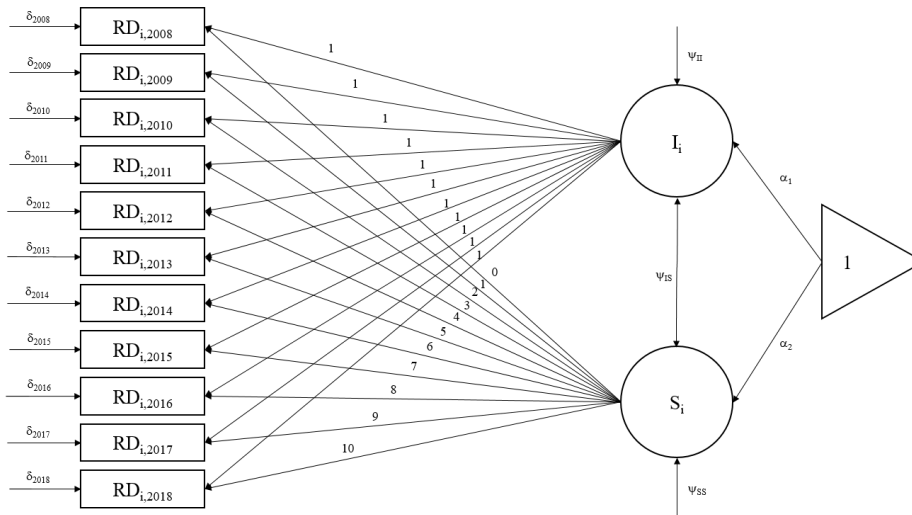 δ2008
RDi,2008
δ2009
RDi,2009
δ2010
RDi,2010
δ2011
RDi,2011
δ2012
RDi,2012
δ2013
RDi,2013
δ2014
RDi,2014
δ2015
RDi,2015
δ2016
RDi,2016
δ2017
RDi,2017
δ2018
RDi,2018
1
1
1
1
1
1
1
1
1
1
1
0
1
2
3
4
5
6
7
8
9
10
ψII
Ii
ψIS
Si
ψSS
α1
α2
1